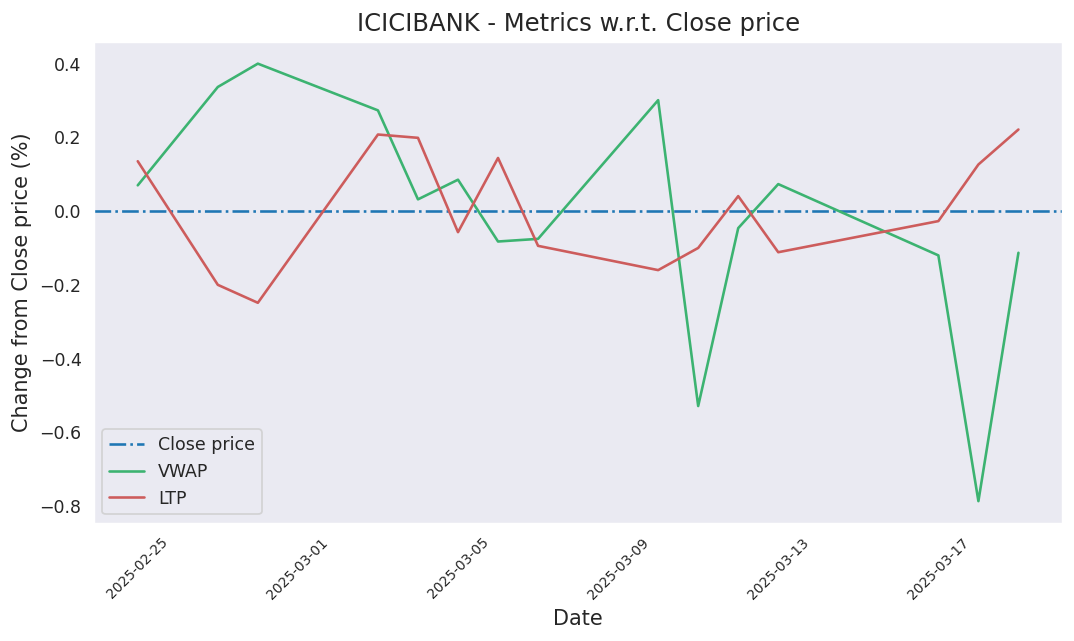 ICICIBANK - Metrics w.r.t. Close price
Change from Close price (%)
0.4
0.2
0.0
−0.2
−0.4
−0.6
−0.8
Close price
VWAP
LTP
2025-02-25
2025-03-01
2025-03-05
2025-03-09
2025-03-13
2025-03-17
Date